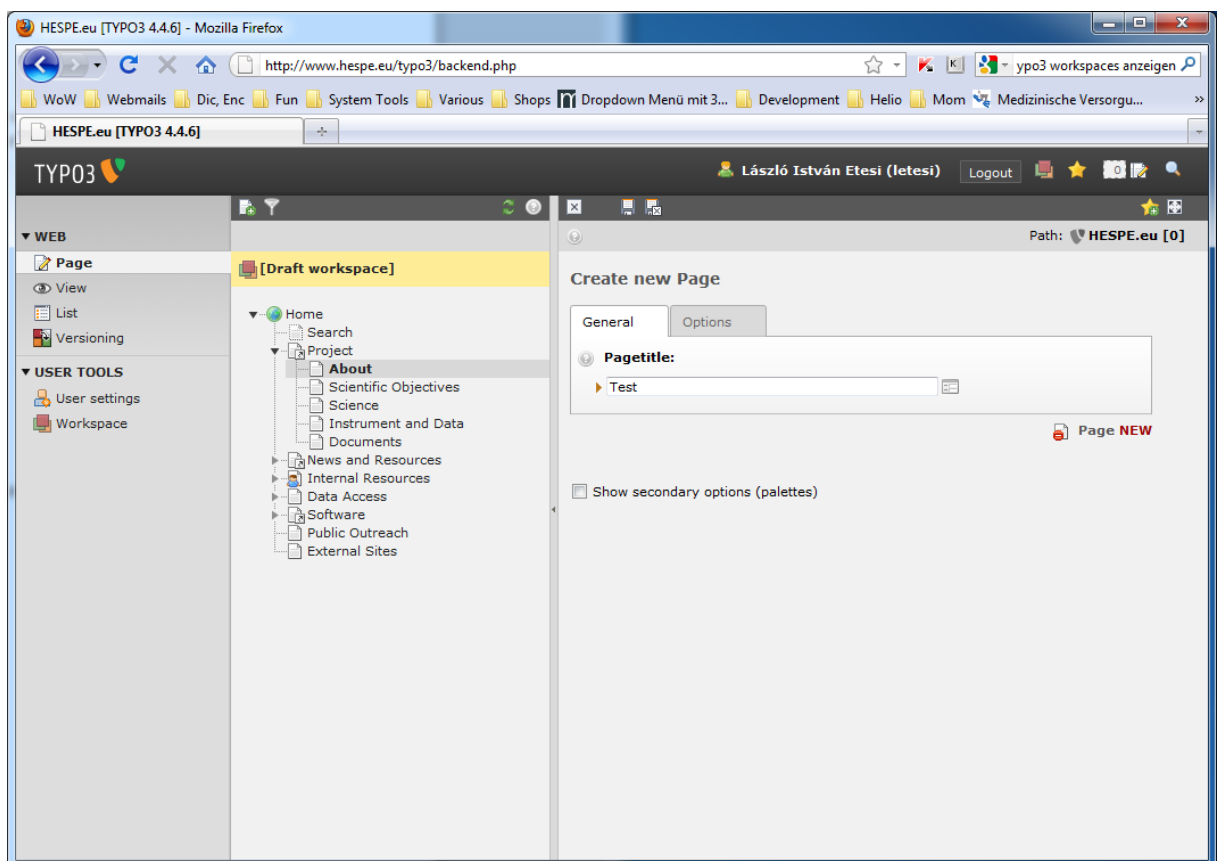 HESPE.eu [TYPO3 4.4.6] - Mozilla Firefox
http://www.hespe.eu/typo3/backend.php
ypo3 workspaces anzeigen
WoW Webmails Dic, Enc Fun System Tools Various Shops Dropdown Menü mit 3... Development Helio Mom Medizinische Versorgu... »
HESPE.eu [TYPO3 4.4.6]
TYPO3
László István Etesi (letesi)
Logout
0
WEB
Page
View
List
Versioning
USER TOOLS
User settings
Workspace
[Draft workspace]
Home
Search
Project
About
Scientific Objectives
Science
Instrument and Data
Documents
News and Resources
Internal Resources
Data Access
Software
Public Outreach
External Sites
Path: HESPE.eu [0]
Create new Page
General Options
Pagetitle:
Test
Page NEW
Show secondary options (palettes)